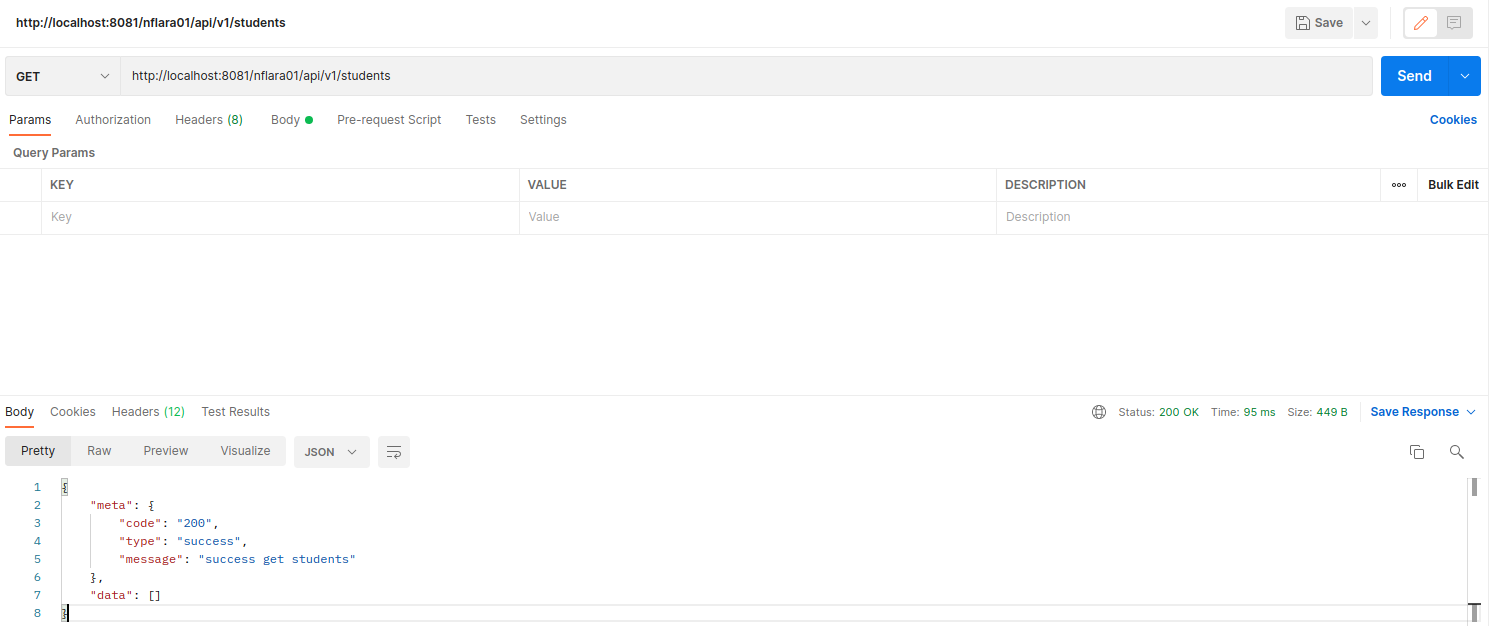 http://localhost:8081/nflara01/api/v1/students
Save
GET
http://localhost:8081/nflara01/api/v1/students
Send
Params Authorization Headers (8) Body Pre-request Script Tests Settings Cookies
Query Params
KEY VALUE DESCRIPTION Bulk Edit
Key Value Description
Body Cookies Headers (12) Test Results Status: 200 OK Time: 95 ms Size: 449 B Save Response
Pretty Raw Preview Visualize JSON
1 {
2 "meta": {
3 "code": "200",
4 "type": "success",
5 "message": "success get students"
6 },
7 "data": []
8 }